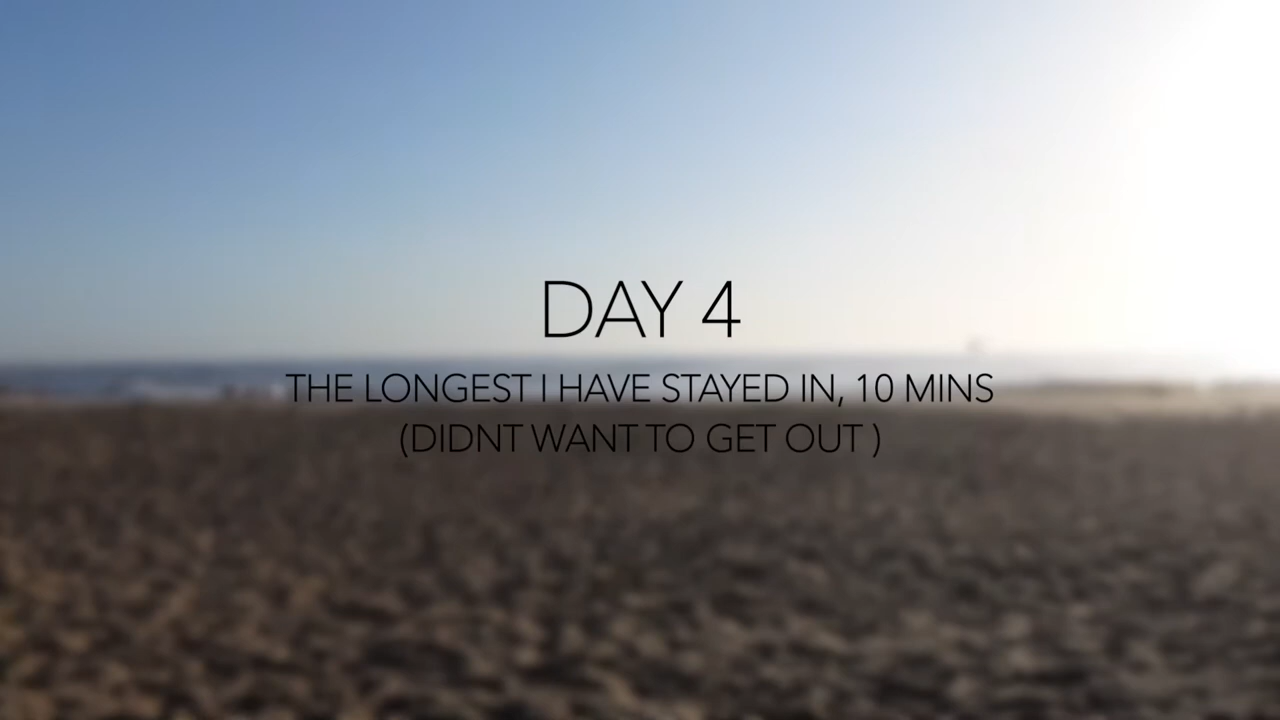 DAY 4
THE LONGEST I HAVE STAYED IN, 10 MINS
(DIDNT WANT TO GET OUT )